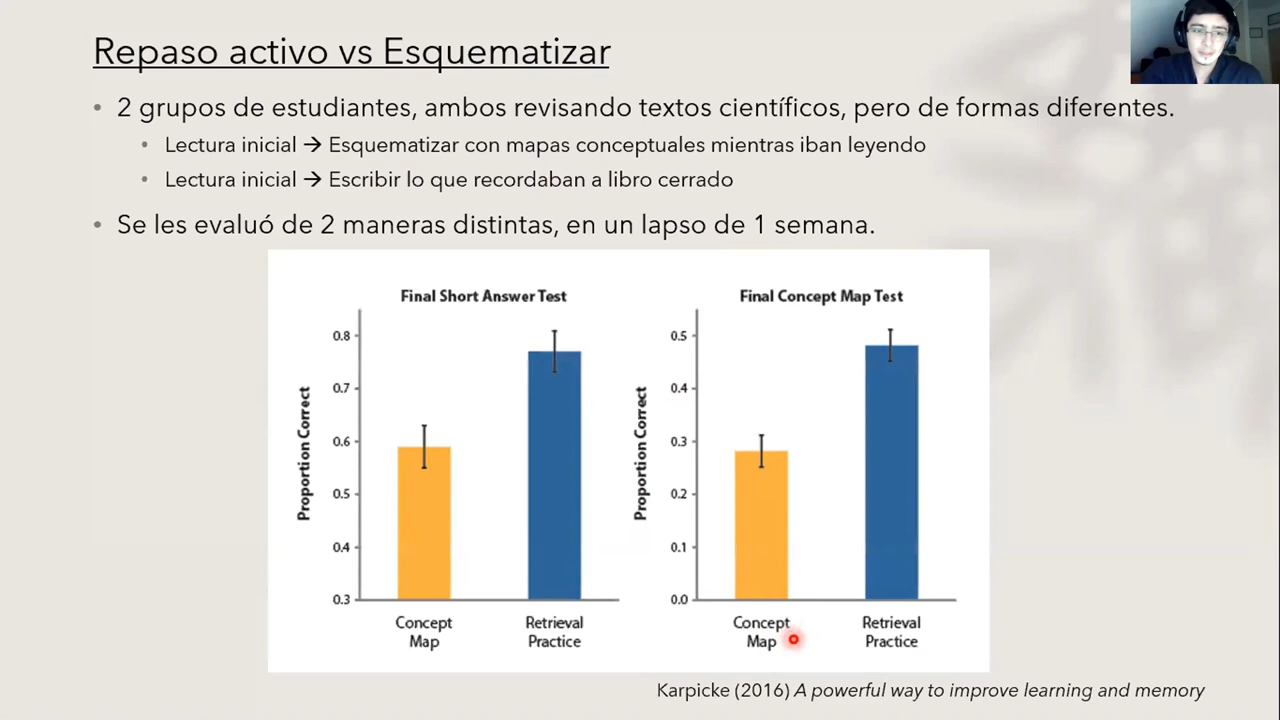 Repaso activo vs Esquematizar
• 2 grupos de estudiantes, ambos revisando textos científicos, pero de formas diferentes.
• Lectura inicial → Esquematizar con mapas conceptuales mientras iban leyendo
• Lectura inicial → Escribir lo que recordaban a libro cerrado
• Se les evaluó de 2 maneras distintas, en un lapso de 1 semana.
Final Short Answer Test
Proportion Correct
0.8
0.7
0.6
0.5
0.4
0.3
Concept
Map
Retrieval
Practice
Final Concept Map Test
Proportion Correct
0.5
0.4
0.3
0.2
0.1
0.0
Concept
Map
Retrieval
Practice
Karpicke (2016) A powerful way to improve learning and memory